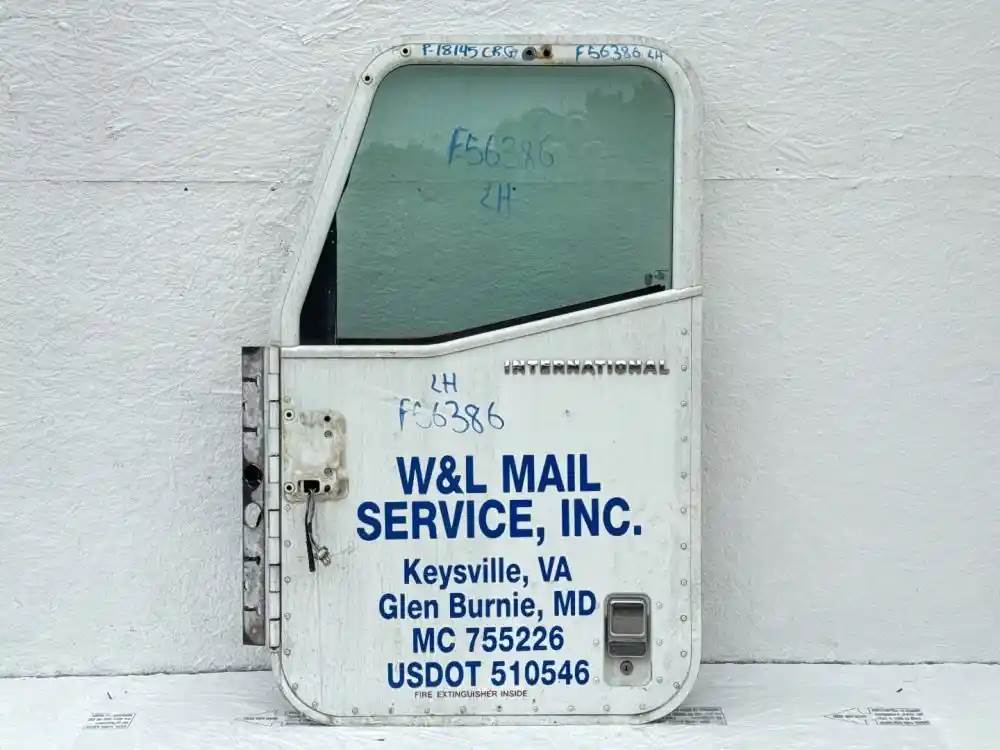 F-18145 CRG F56386 LH
F56386
LH
INTERNATIONAL
LH
F56386
W&L MAIL
SERVICE, INC.
Keysville, VA
Glen Burnie, MD
MC 755226
USDOT 510546
FIRE EXTINGUISHER INSIDE